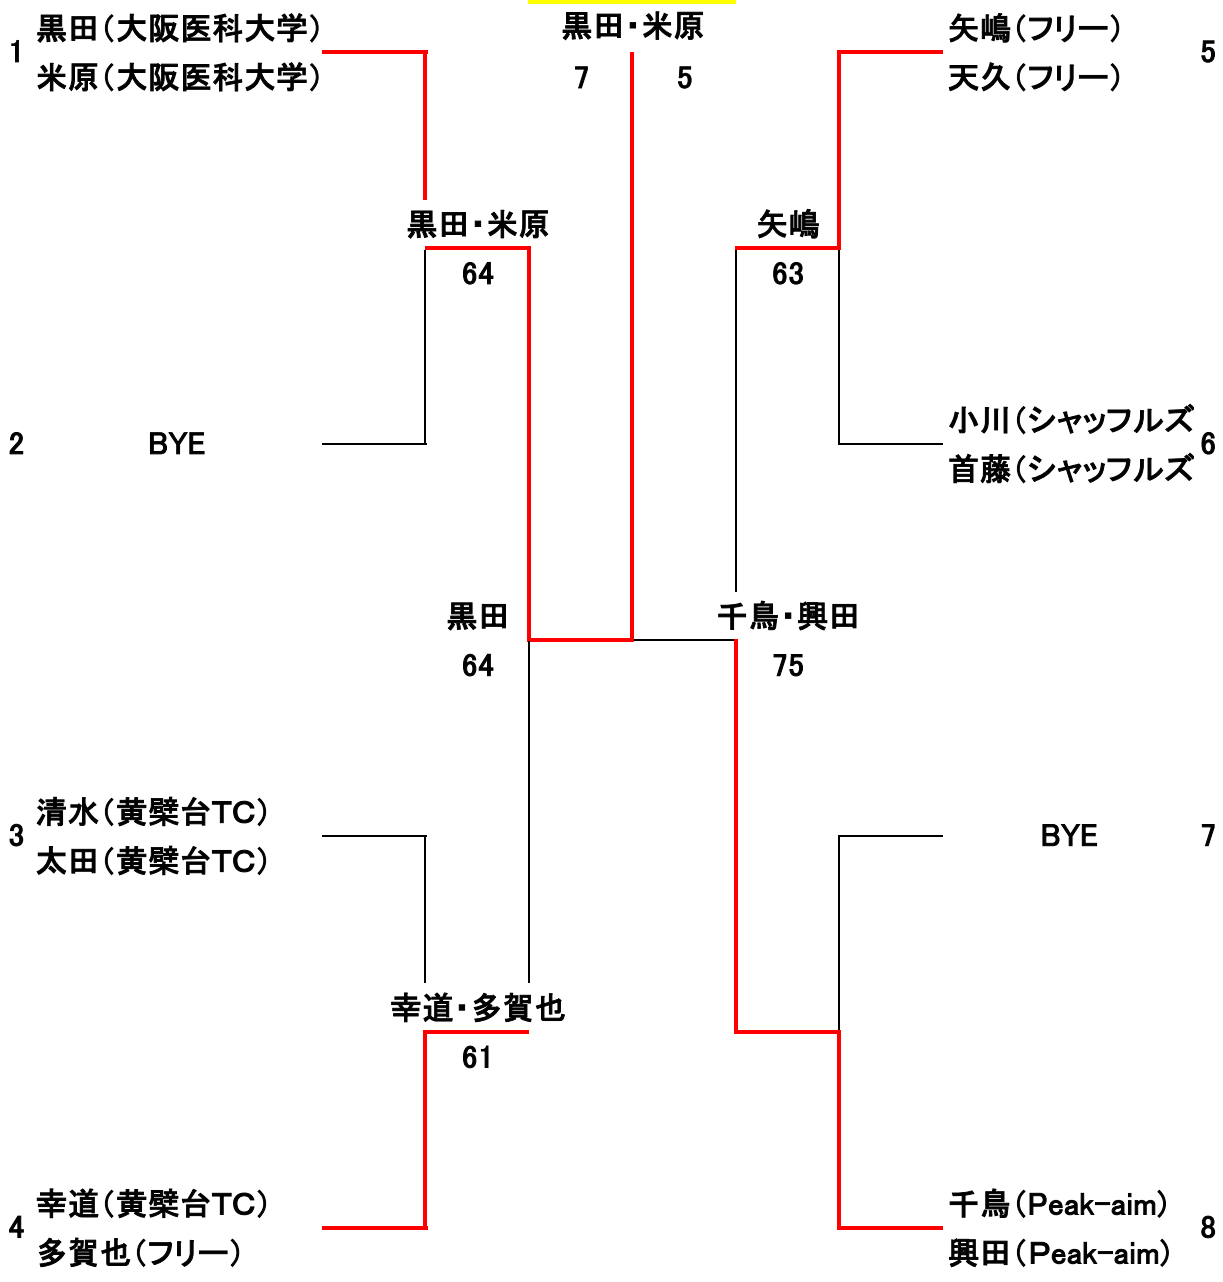 黒田・米原
7 5
1
黒田（大阪医科大学）
米原（大阪医科大学）
矢嶋（フリー）
天久（フリー）
5
黒田・米原
64
矢嶋
63
2
BYE
小川（シャッフルズ
首藤（シャッフルズ
6
黒田
64
千鳥・興田
75
3
清水（黄檗台TC）
太田（黄檗台TC）
BYE
7
幸道・多賀也
61
4
幸道（黄檗台TC）
多賀也（フリー）
千鳥（Peak-aim）
興田（Peak-aim）
8